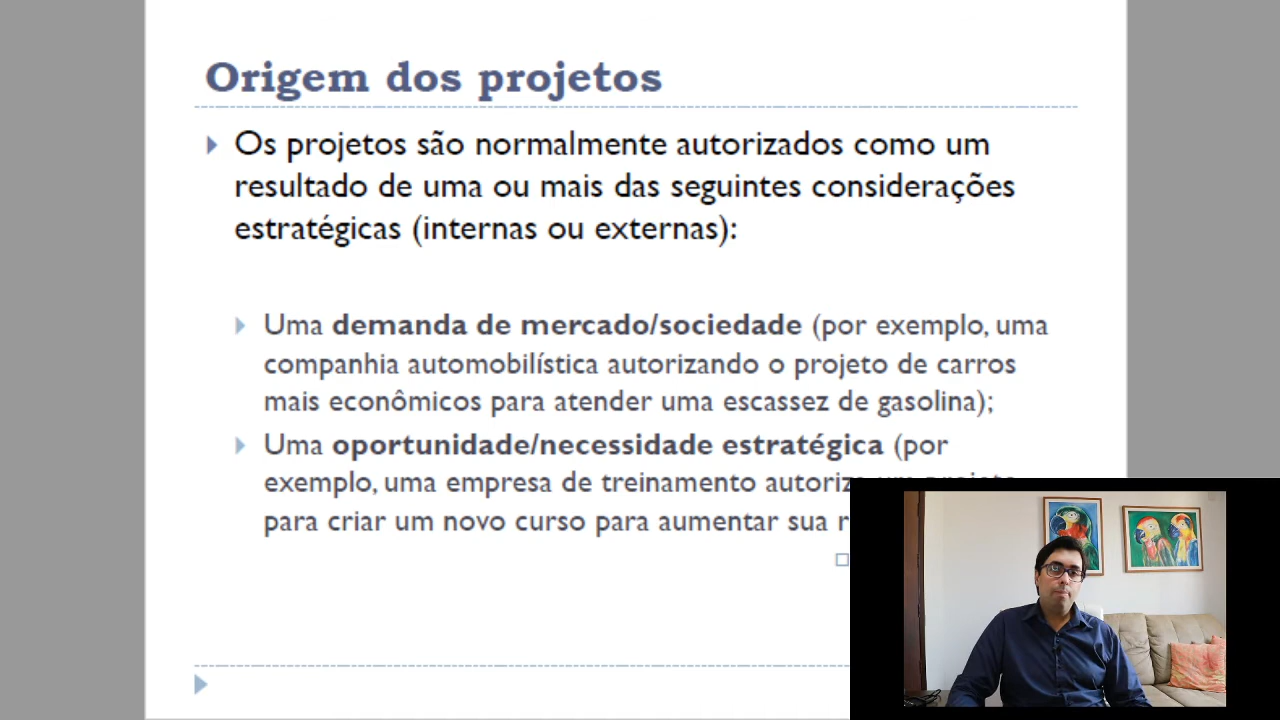 Origem dos projetos
Os projetos são normalmente autorizados como um
resultado de uma ou mais das seguintes considerações
estratégicas (internas ou externas):
Uma demanda de mercado/sociedade (por exemplo, uma
companhia automobilística autorizando o projeto de carros
mais econômicos para atender uma escassez de gasolina);
Uma oportunidade/necessidade estratégica (por
exemplo, uma empresa de treinamento autoriza um projeto
para criar um novo curso para aumentar sua